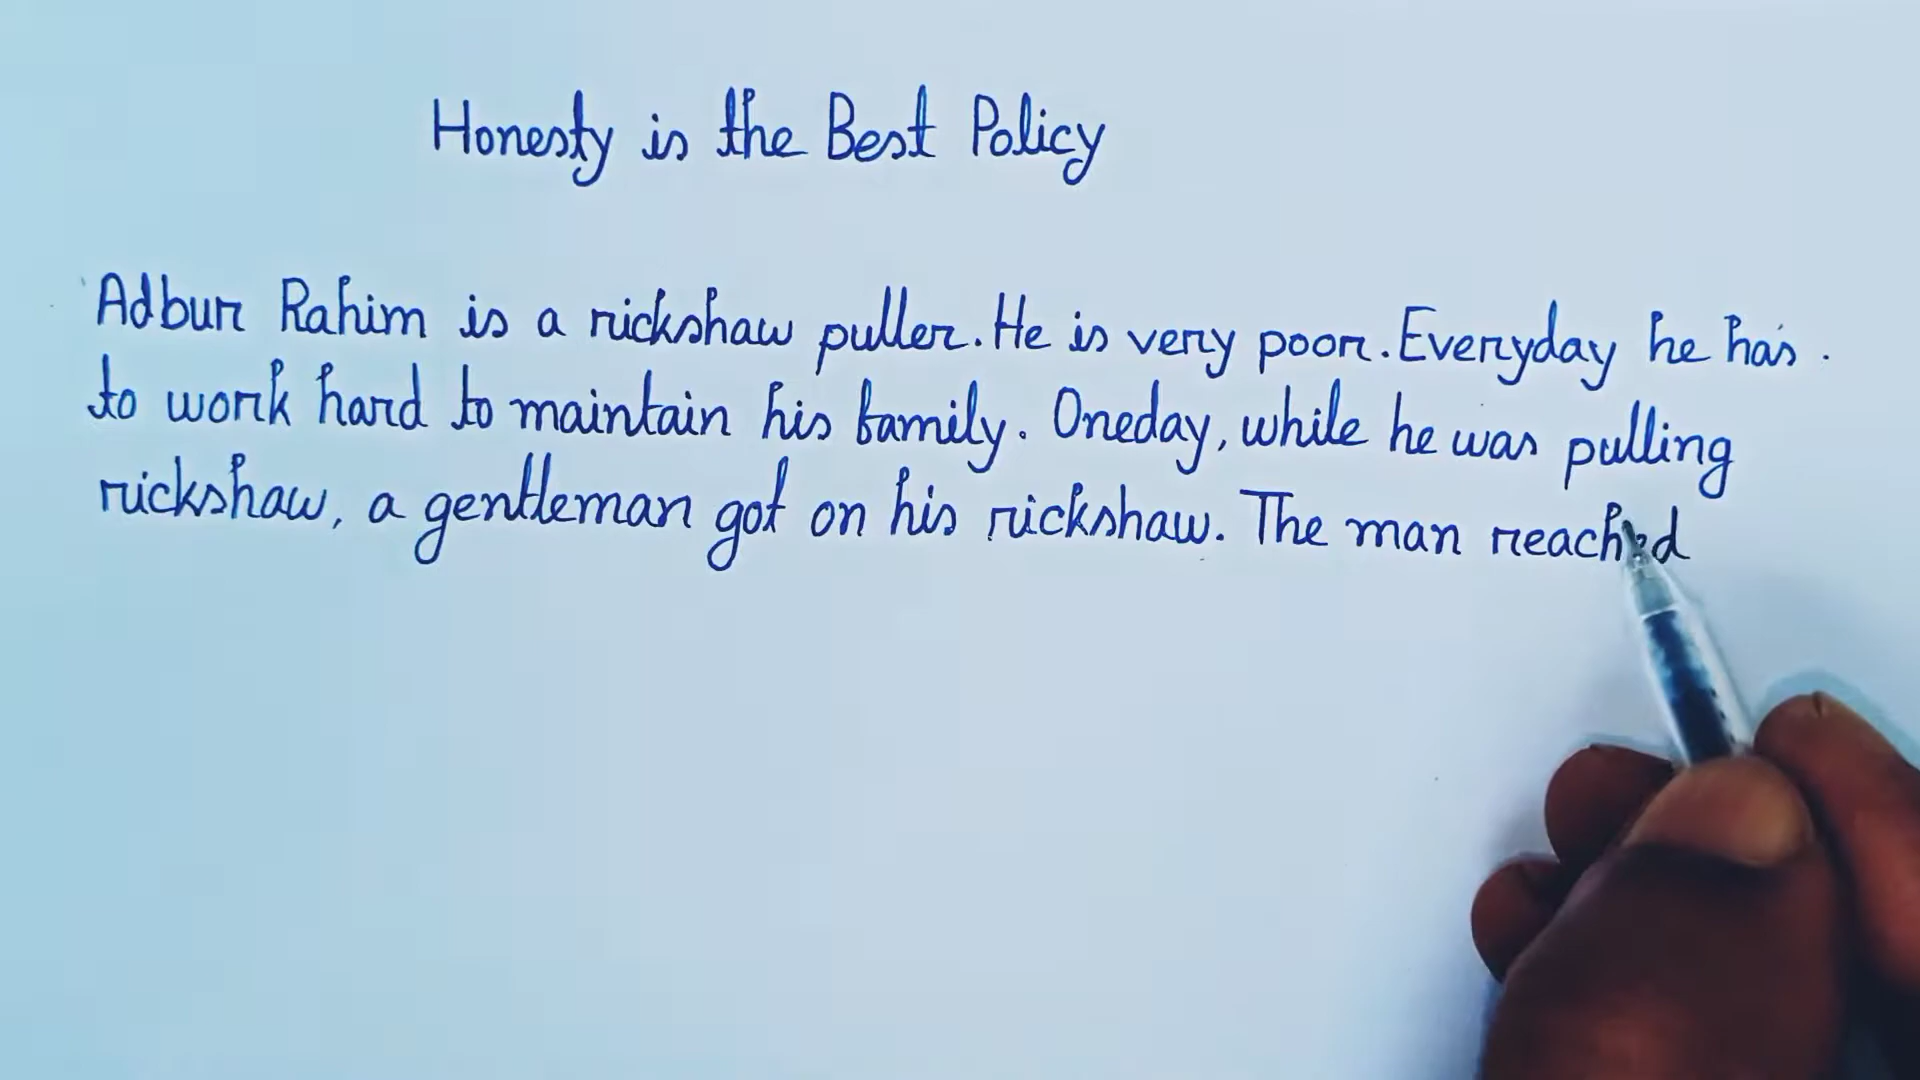 Honesty is the Best Policy
Adbur Rahim is a rickshaw puller. He is very poor. Everyday he has
to work hard to maintain his family. Oneday, while he was pulling
rickshaw, a gentleman got on his rickshaw. The man reached